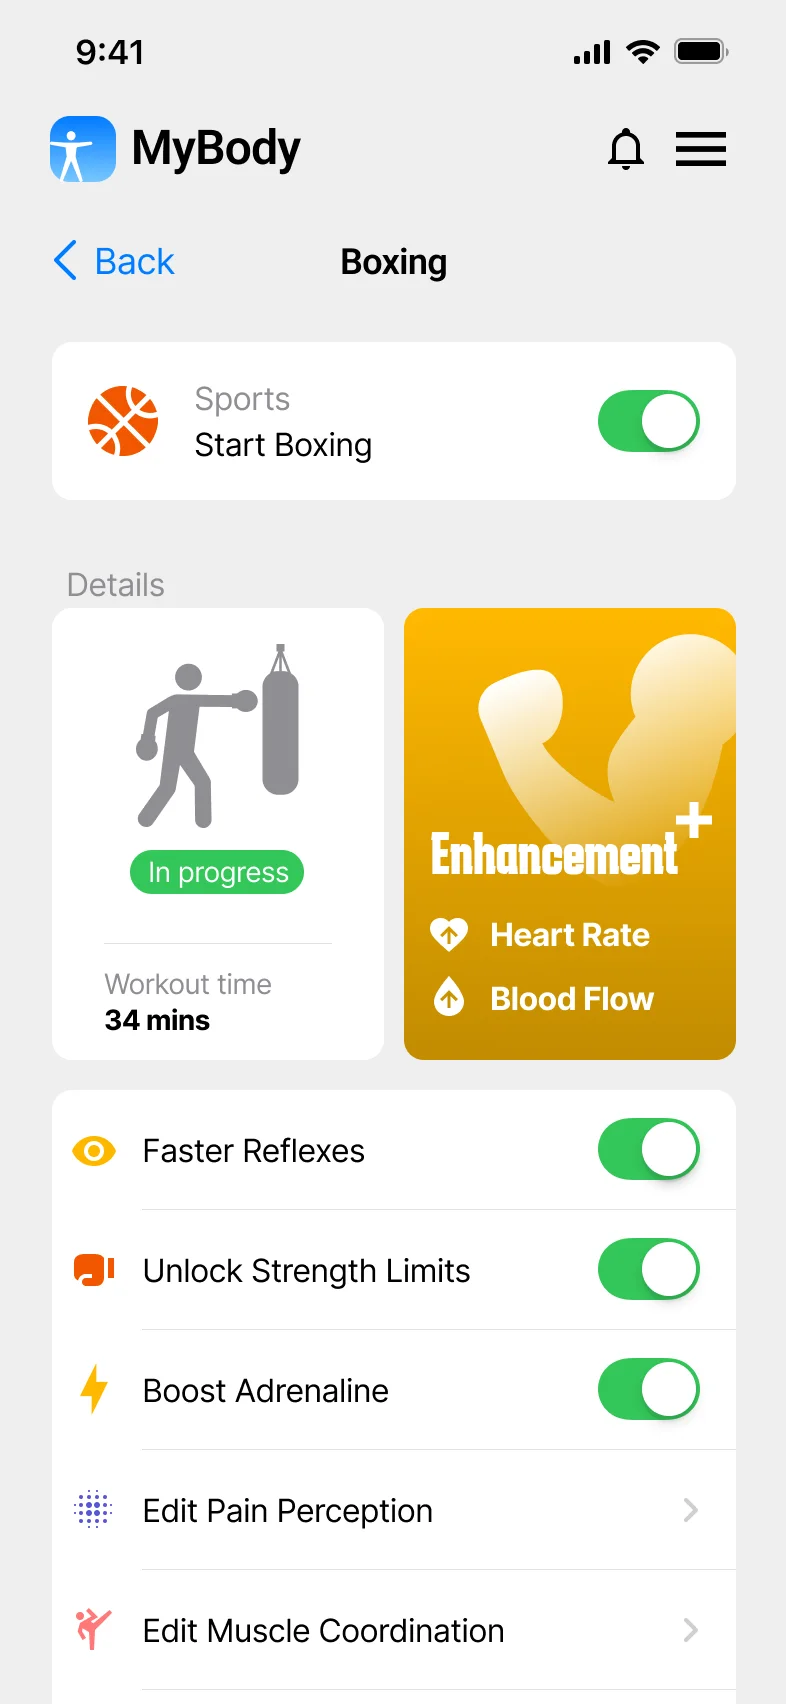 9:41
MyBody
Back
Boxing
Sports
Start Boxing
Details
In progress
Workout time
34 mins
Enhancement+
Heart Rate
Blood Flow
Faster Reflexes
Unlock Strength Limits
Boost Adrenaline
Edit Pain Perception
Edit Muscle Coordination